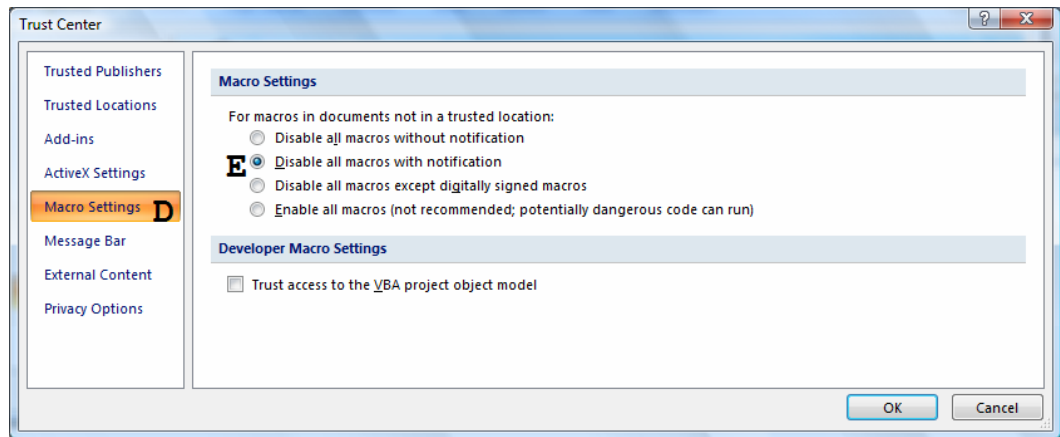 Trust Center
Trusted Publishers
Trusted Locations
Add-ins
ActiveX Settings
Macro Settings D
Message Bar
External Content
Privacy Options
Macro Settings
For macros in documents not in a trusted location:
Disable all macros without notification
E Disable all macros with notification
Disable all macros except digitally signed macros
Enable all macros (not recommended; potentially dangerous code can run)
Developer Macro Settings
Trust access to the VBA project object model
OK Cancel